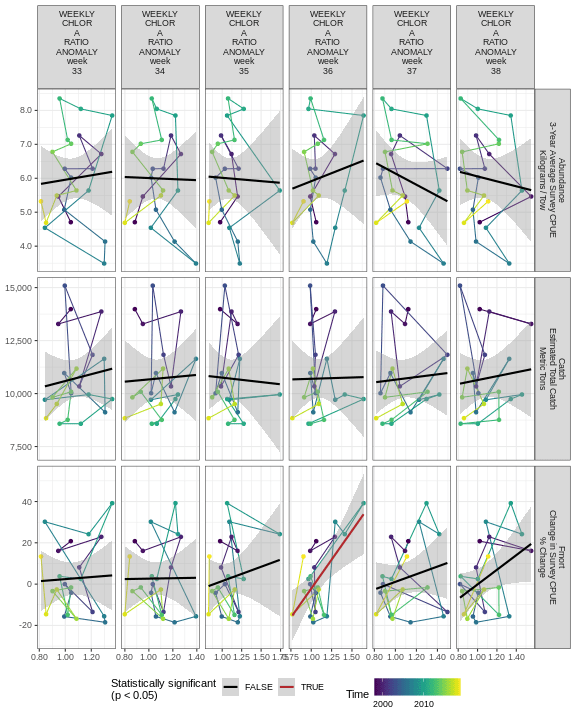 WEEKLY WEEKLY WEEKLY WEEKLY WEEKLY WEEKLY
CHLOR CHLOR CHLOR CHLOR CHLOR CHLOR
A A A A A A
RATIO RATIO RATIO RATIO RATIO RATIO
ANOMALY ANOMALY ANOMALY ANOMALY ANOMALY ANOMALY
week week week week week week
33 34 35 36 37 38
8.0
7.0
6.0
5.0
4.0
Abundance
3-Year Average Survey CPUE
Kilograms/Tow
15,000
12,500
10,000
7,500
Catch
Estimated Total Catch
Metric Tons
40
20
0
-20
Fmort
Change in Survey CPUE
% Change
0.80 1.00 1.20
0.80 1.00 1.20 1.40
1.00 1.25 1.50 1.75
0.75 1.00 1.25 1.50
0.80 1.00 1.20 1.40
0.80 1.00 1.20 1.40
Statistically significant
(p < 0.05)
FALSE
TRUE
Time
2000 2010